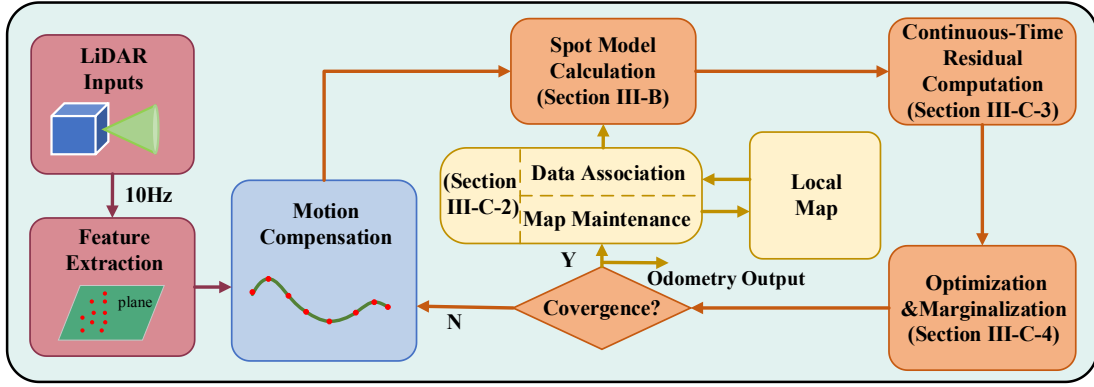 LiDAR
Inputs
10Hz
Feature
Extraction
plane
Motion
Compensation
Spot Model
Calculation
(Section III-B)
Continuous-Time
Residual
Computation
(Section III-C-3)
(Section
III-C-2)
Data Association
Map Maintenance
Local
Map
Y
Odometry Output
Covergence?
N
Optimization
&Marginalization
(Section III-C-4)